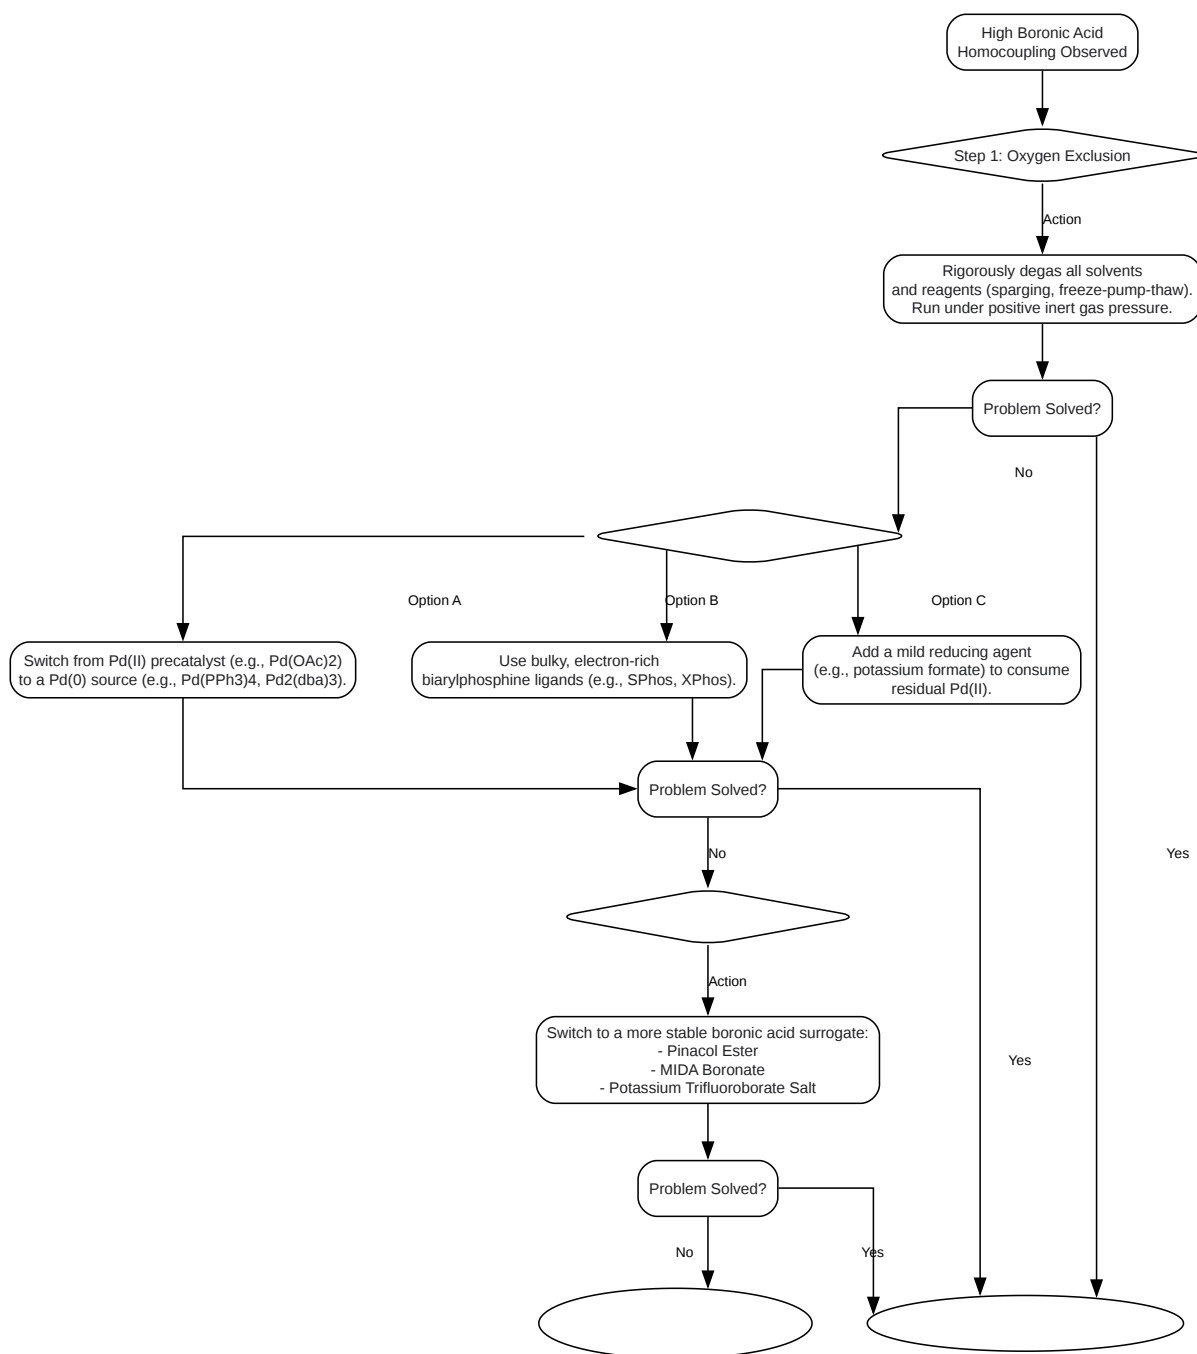 High Boronic Acid
Homocoupling Observed
Step 1: Oxygen Exclusion
Action
Rigorously degas all solvents
and reagents (sparging, freeze-pump-thaw).
Run under positive inert gas pressure.
Problem Solved?
No
Option A
Option B
Option C
Switch from Pd(II) precatalyst (e.g., Pd(OAc)2)
to a Pd(0) source (e.g., Pd(PPh3)4, Pd2(dba)3).
Use bulky, electron-rich
biarylphosphine ligands (e.g., SPhos, XPhos).
Add a mild reducing agent
(e.g., potassium formate) to consume
residual Pd(II).
Problem Solved?
No
Yes
Action
Switch to a more stable boronic acid surrogate:
- Pinacol Ester
- MIDA Boronate
- Potassium Trifluoroborate Salt
Yes
Problem Solved?
No
Yes